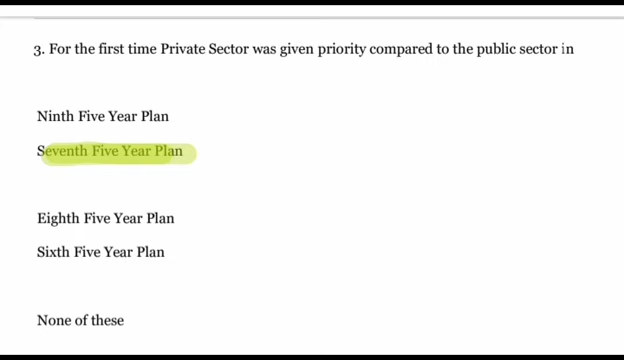 3. For the first time Private Sector was given priority compared to the public sector in
Ninth Five Year Plan
Seventh Five Year Plan
Eighth Five Year Plan
Sixth Five Year Plan
None of these